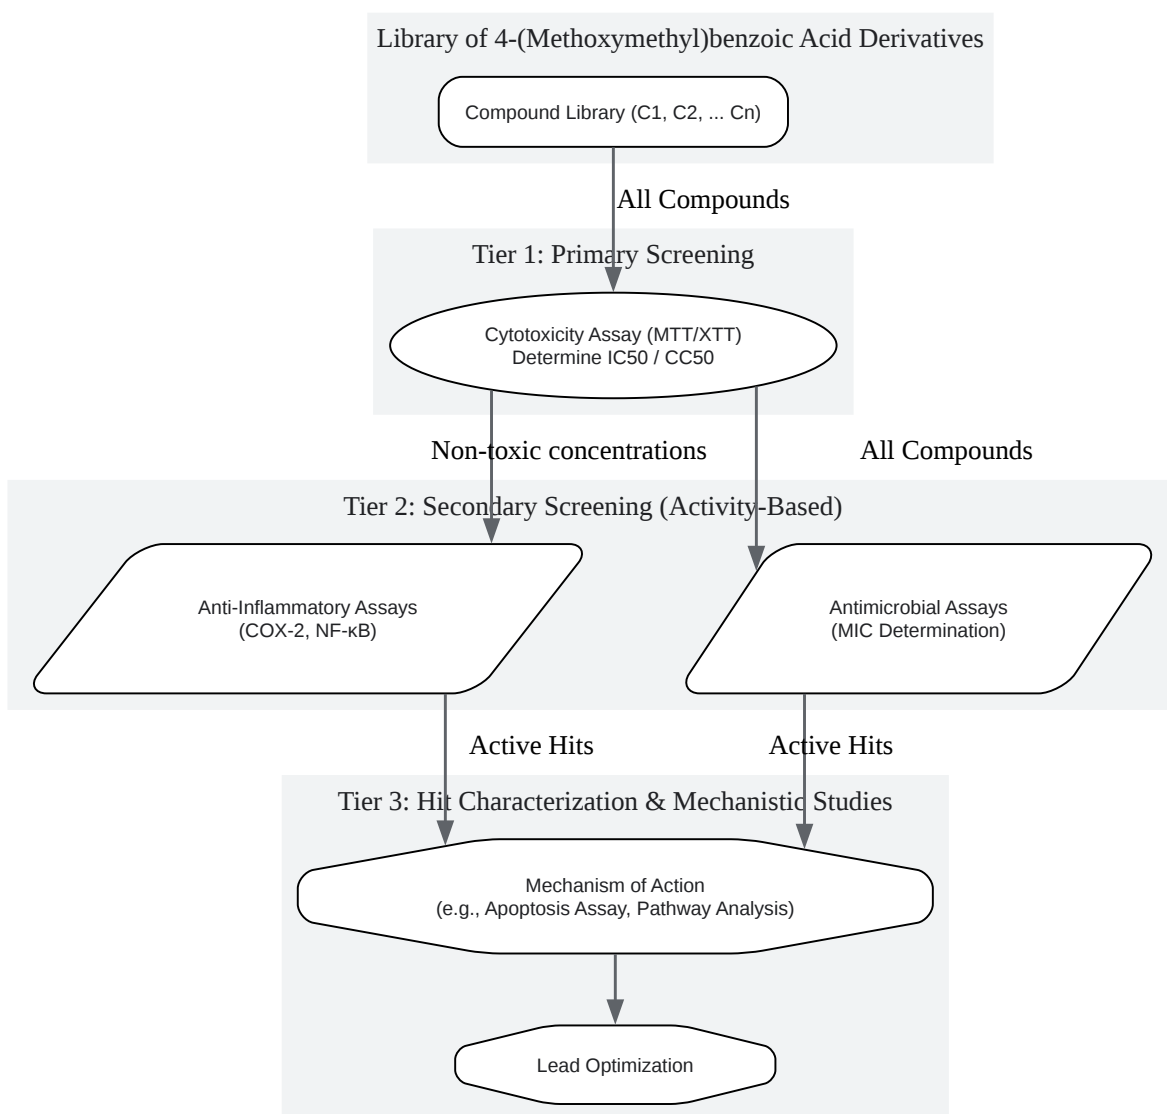 Library of 4-(Methoxymethyl)benzoic Acid Derivatives
Compound Library (C1, C2, ... Cn)
All Compounds
Tier 1: Primary Screening
Cytotoxicity Assay (MTT/XTT)
Determine IC50 / CC50
Non-toxic concentrations
All Compounds
Tier 2: Secondary Screening (Activity-Based)
Anti-Inflammatory Assays
(COX-2, NF-κB)
Antimicrobial Assays
(MIC Determination)
Active Hits
Active Hits
Tier 3: Hit Characterization & Mechanistic Studies
Mechanism of Action
(e.g., Apoptosis Assay, Pathway Analysis)
Lead Optimization